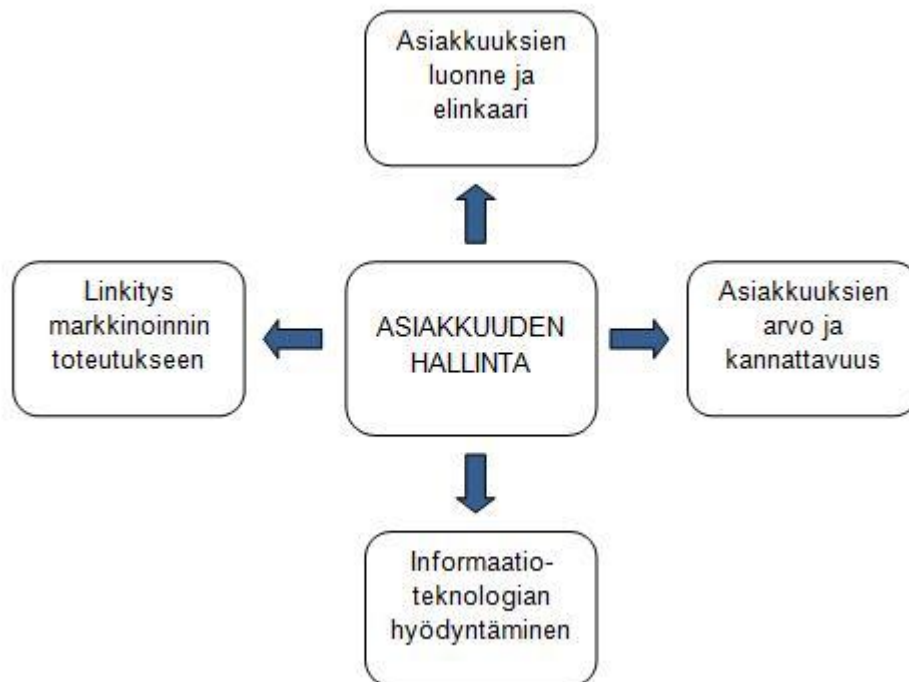 Asiakkuuksien
luonne ja
elinkaari
Linkitys
markkinoinnin
toteutukseen
ASIAKKUUDEN
HALLINTA
Asiakkuuksien
arvo ja
kannattavuus
Informaatio-
teknologian
hyödyntäminen